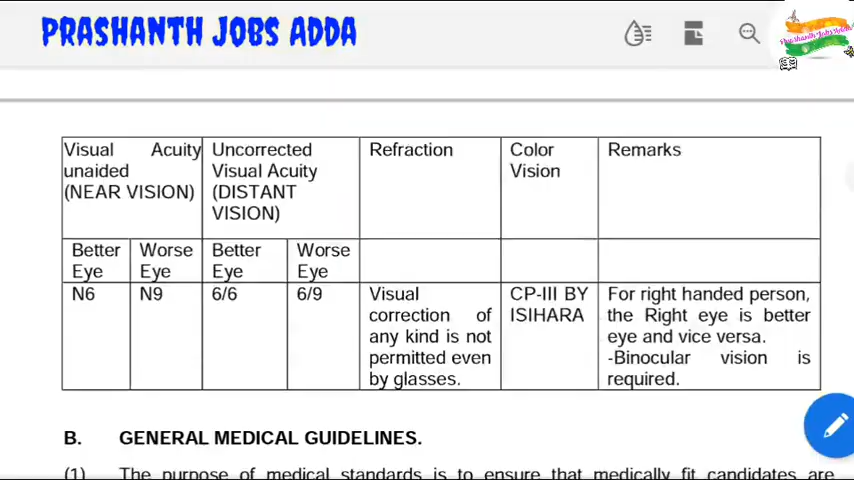 PRASHANTH JOBS ADDA
Visual Acuity
unaided
(NEAR VISION)
Uncorrected
Visual Acuity
(DISTANT
VISION)
Refraction
Color
Vision
Remarks
Better
Eye
Worse
Eye
Better
Eye
Worse
Eye
N6
N9
6/6
6/9
Visual
correction of
any kind is not
permitted even
by glasses.
CP-III BY
ISIHARA
For right handed person,
the Right eye is better
eye and vice versa.
-Binocular vision is
required.
B. GENERAL MEDICAL GUIDELINES.
(1) The purpose of medical standards is to ensure that medically fit candidates are